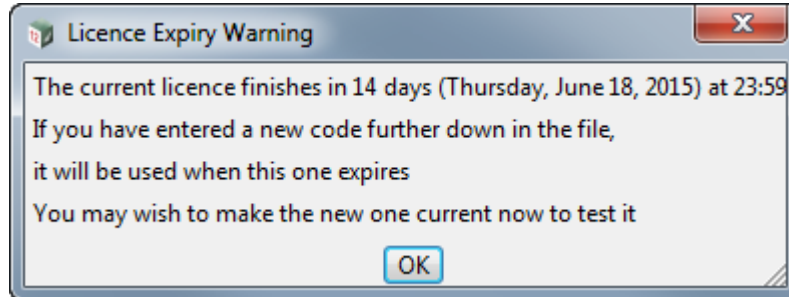 Licence Expiry Warning
The current licence finishes in 14 days (Thursday, June 18, 2015) at 23:59
If you have entered a new code further down in the file,
it will be used when this one expires
You may wish to make the new one current now to test it
OK